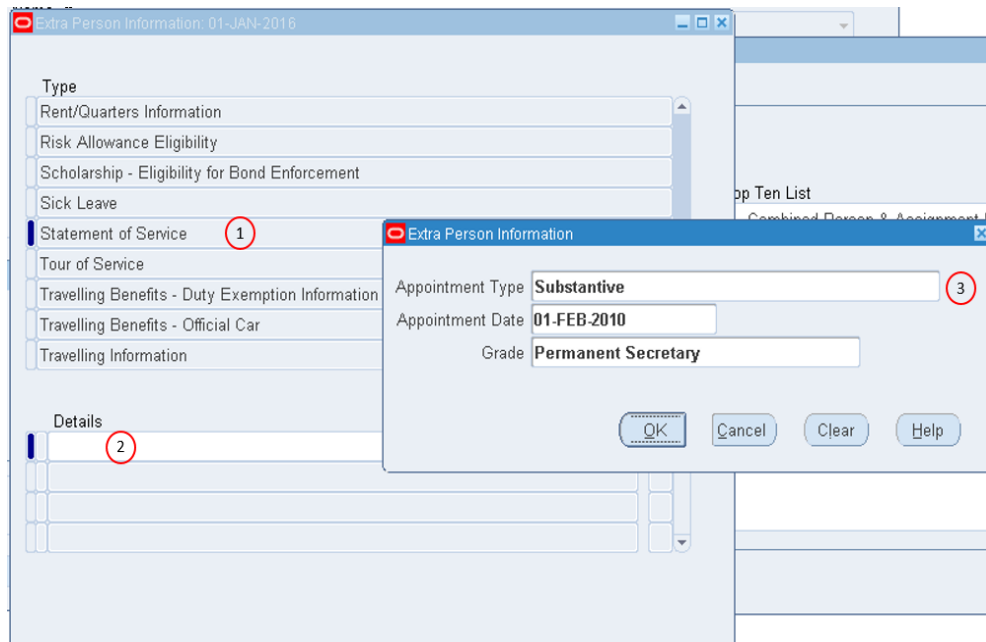 Extra Person Information: 01-JAN-2016
Type
Rent/Quarters Information
Risk Allowance Eligibility
Scholarship - Eligibility for Bond Enforcement
Sick Leave
Statement of Service 1
Tour of Service
Travelling Benefits - Duty Exemption Information
Travelling Benefits - Official Car
Travelling Information
Details
2
op Ten List
Combined Person & Assignment
Extra Person Information
Appointment Type Substantive 3
Appointment Date 01-FEB-2010
Grade Permanent Secretary
OK Cancel Clear Help